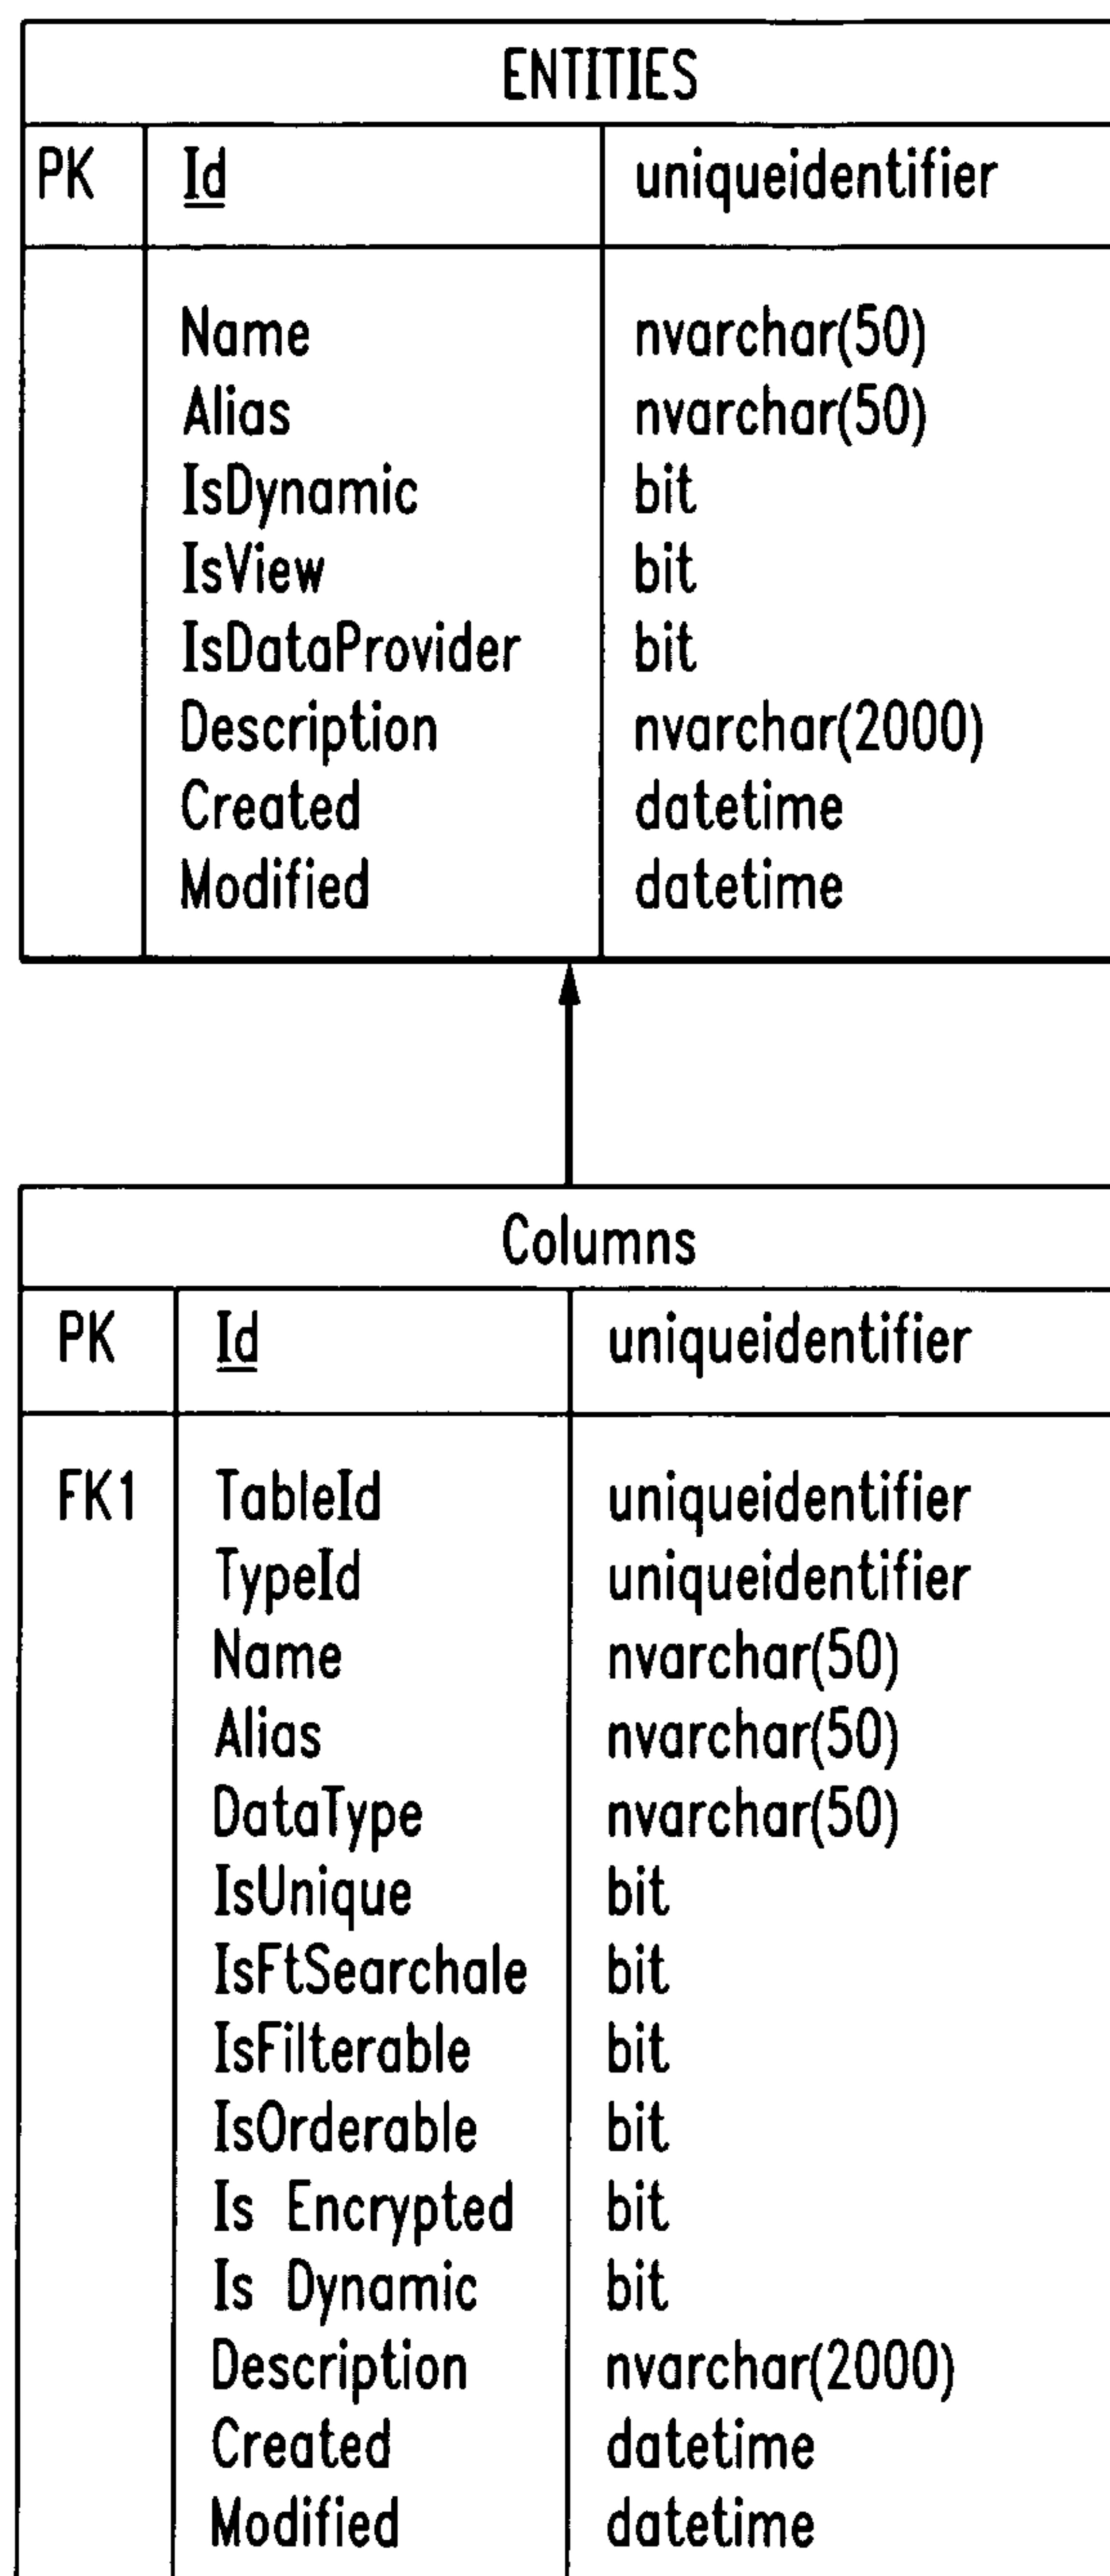 ENTITIES
PK Id uniqueidentifier
Name nvarchar(50)
Alias nvarchar(50)
IsDynamic bit
IsView bit
IsDataProvider bit
Description nvarchar(2000)
Created datetime
Modified datetime
Columns
PK Id uniqueidentifier
FK1 TableId uniqueidentifier
TypeId uniqueidentifier
Name nvarchar(50)
Alias nvarchar(50)
DataType nvarchar(50)
IsUnique bit
IsFtSearchale bit
IsFilterable bit
IsOrderable bit
Is Encrypted bit
Is Dynamic bit
Description nvarchar(2000)
Created datetime
Modified datetime